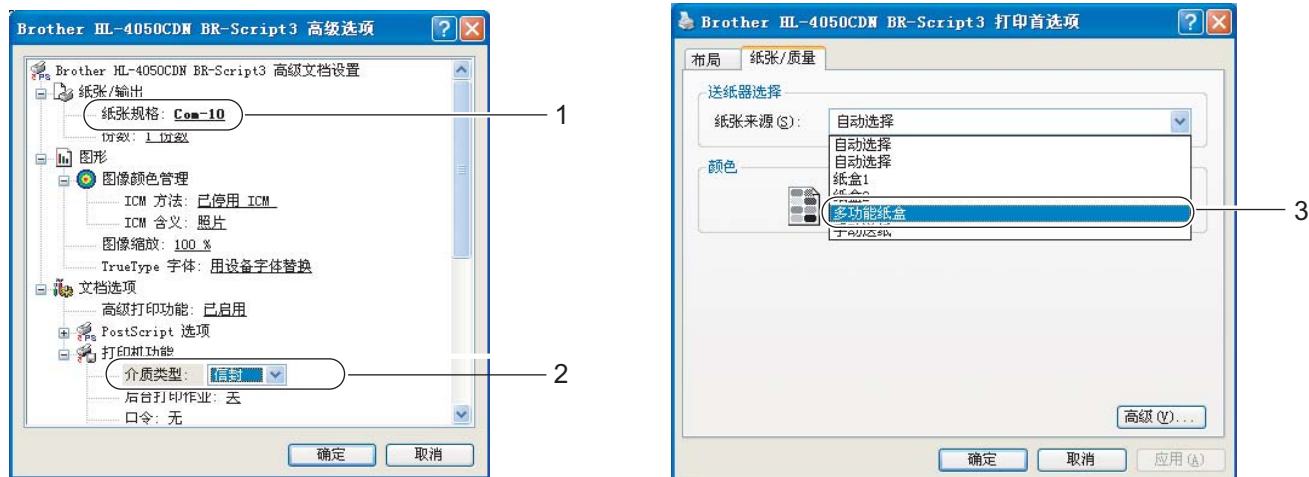 Brother HL-4050CDN BR-Script3 高级选项
Brother HL-4050CDN BR-Script3 高级文档设置
纸张/输出
纸张规格: Com-10
份数: 1 份数
图形
图像颜色管理
ICM 方法: 已停用 ICM
ICM 含义: 照片
图像缩放: 100 %
TrueType 字体: 用设备字体替换
文档选项
高级打印功能: 已启用
PostScript 选项
打印机功能
介质类型: 信封
后台打印作业: 关
口令: 无
确定 取消
1
2
Brother HL-4050CDN BR-Script3 打印首选项
布局 纸张/质量
送纸器选择
纸张来源(S): 自动选择
自动选择
自动选择
颜色
纸盒1
纸盒2
多功能纸盒
手动送纸
高级(V)...
确定 取消 应用(A)
3